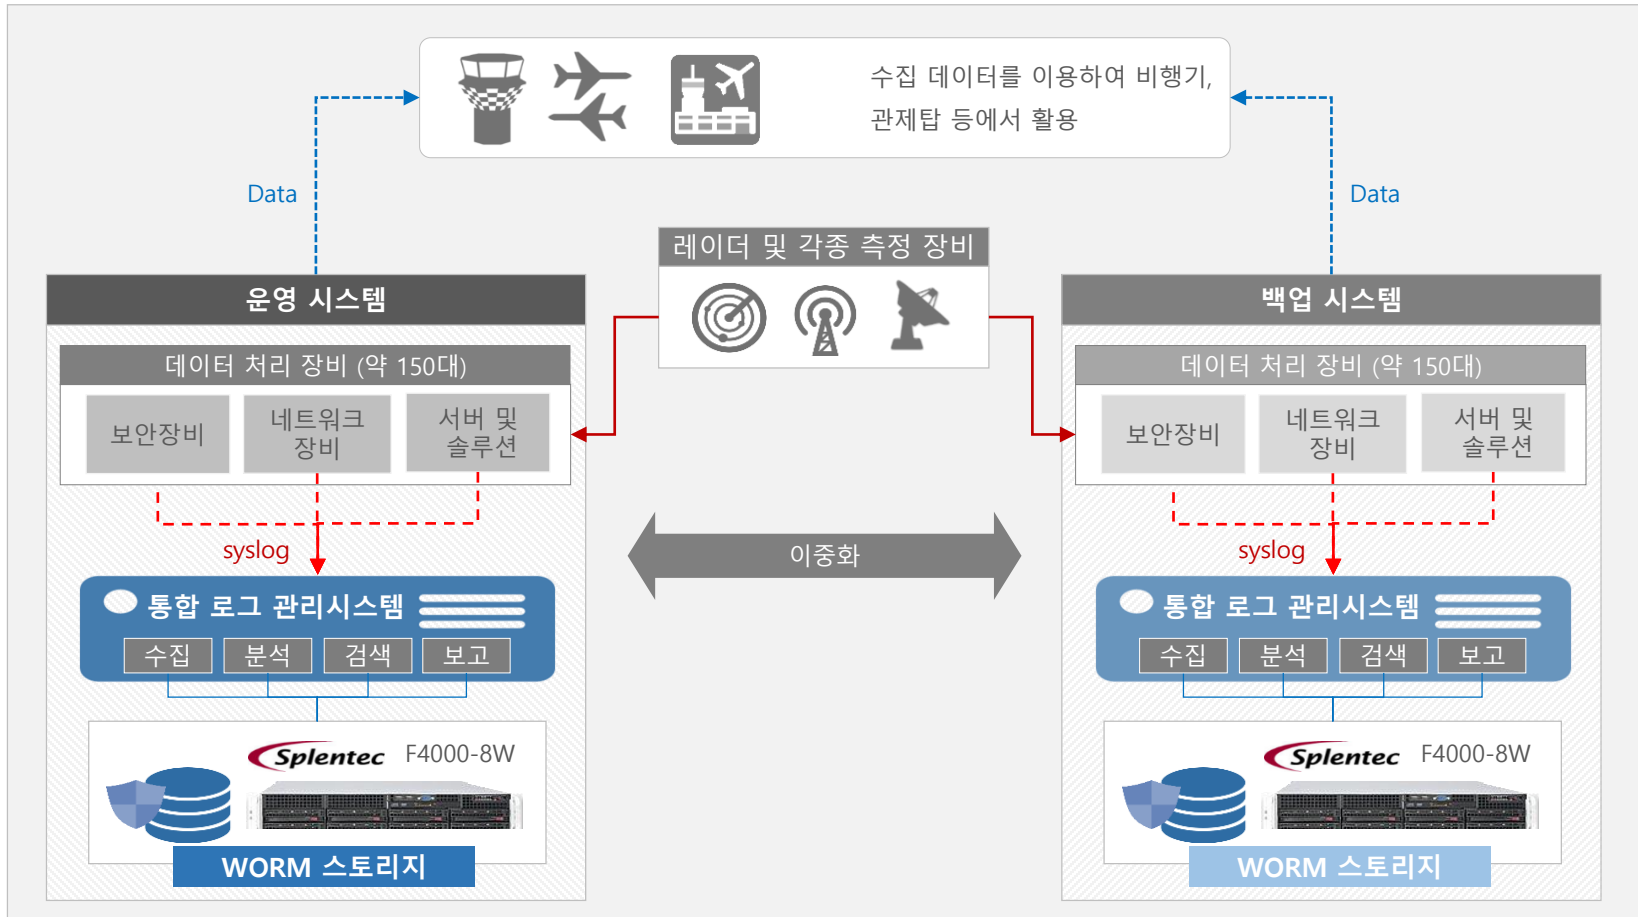 수집 데이터를 이용하여 비행기,
관제탑 등에서 활용
Data
Data
레이더 및 각종 측정 장비
운영 시스템
데이터 처리 장비 (약 150대)
보안장비
네트워크
장비
서버 및
솔루션
syslog
통합 로그 관리시스템
수집
분석
검색
보고
Splentec
F4000-8W
WORM 스토리지
이중화
백업 시스템
데이터 처리 장비 (약 150대)
보안장비
네트워크
장비
서버 및
솔루션
syslog
통합 로그 관리시스템
수집
분석
검색
보고
Splentec
F4000-8W
WORM 스토리지